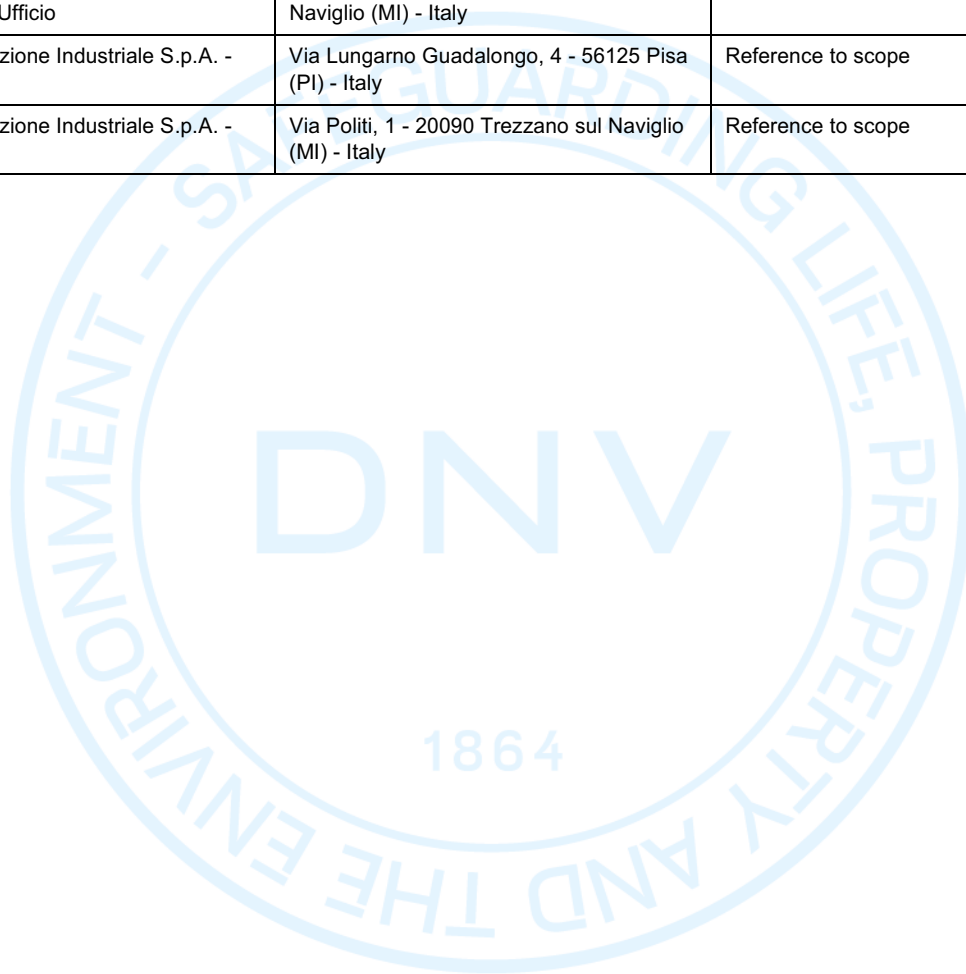 Ufficio
Naviglio (MI) - Italy
zione Industriale S.p.A. -
Via Lungarno Guadalongo, 4 - 56125 Pisa
(PI) - Italy
Reference to scope
zione Industriale S.p.A. -
Via Politi, 1 - 20090 Trezzano sul Naviglio
(MI) - Italy
Reference to scope
SAFEGUARDING LIFE, PROPERTY AND THE ENVIRONMENT -
DNV
1864